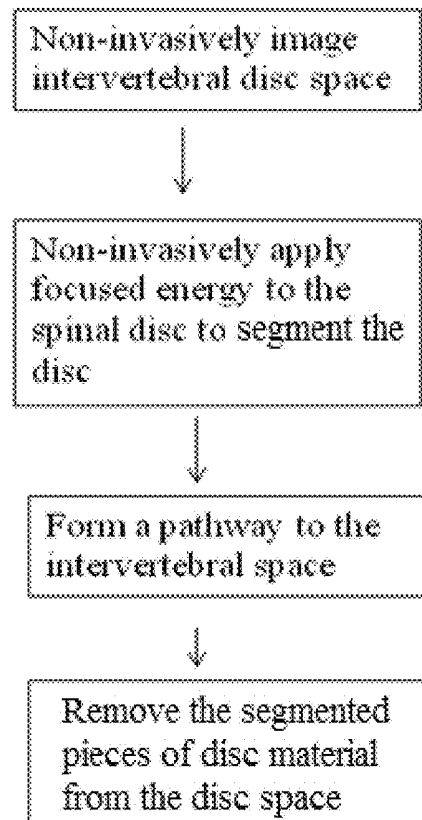 Non-invasively image
intervertebral disc space
Non-invasively apply
focused energy to the
spinal disc to segment the
disc
Form a pathway to the
intervertebral space
Remove the segmented
pieces of disc material
from the disc space